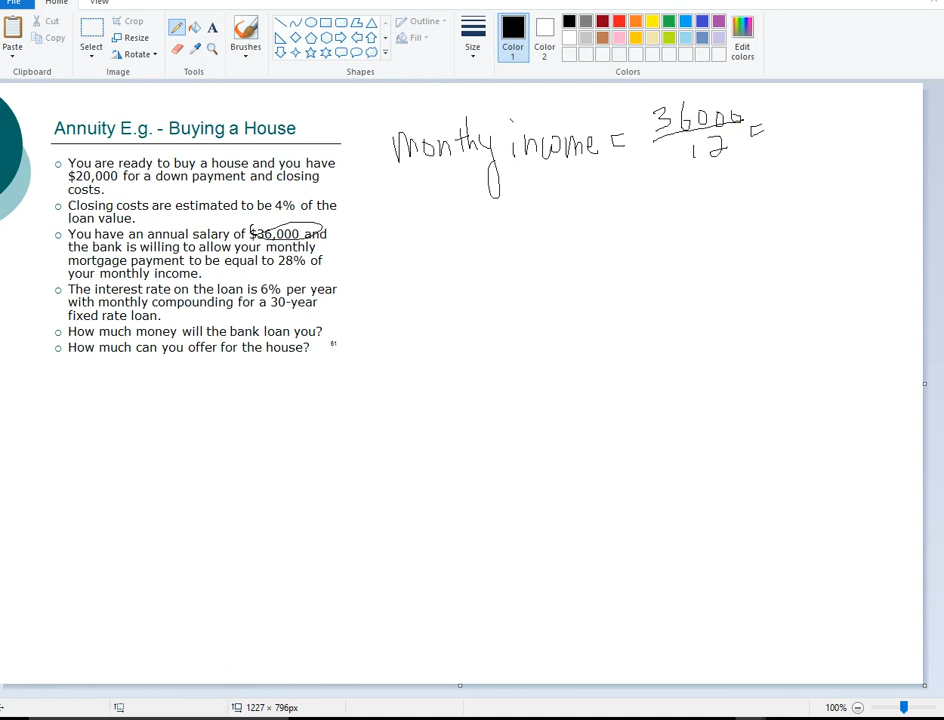 File Home View
Paste
Cut
Copy
Clipboard
Select
Crop
Resize
Rotate
Image
Tools
A
Brushes
Shapes
Outline
Fill
Size
Color 1
Color 2
Edit colors
Colors
Annuity E.g. - Buying a House
You are ready to buy a house and you have
$20,000 for a down payment and closing
costs.
Closing costs are estimated to be 4% of the
loan value.
You have an annual salary of $36,000 and
the bank is willing to allow your monthly
mortgage payment to be equal to 28% of
your monthly income.
The interest rate on the loan is 6% per year
with monthly compounding for a 30-year
fixed rate loan.
How much money will the bank loan you?
How much can you offer for the house?
61
monthy income = 36000
12 =
1227 × 796px
100%